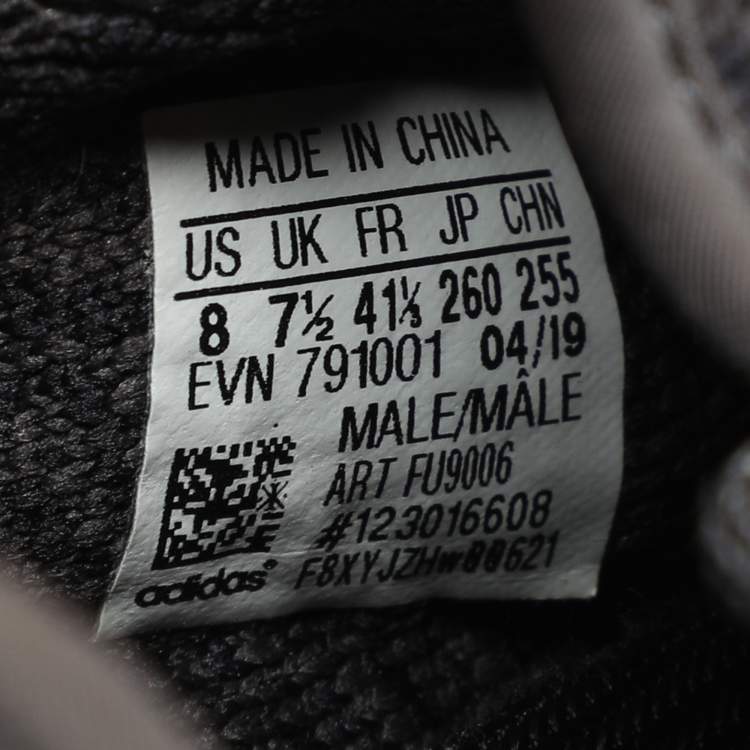 MADE IN CHINA
US UK FR JP CHN
8 7½ 41⅓ 260 255
EVN 791001 04/19
MALE/MÂLE
ART FU9006
#123016608
F8XYJZHw00621
adidas®